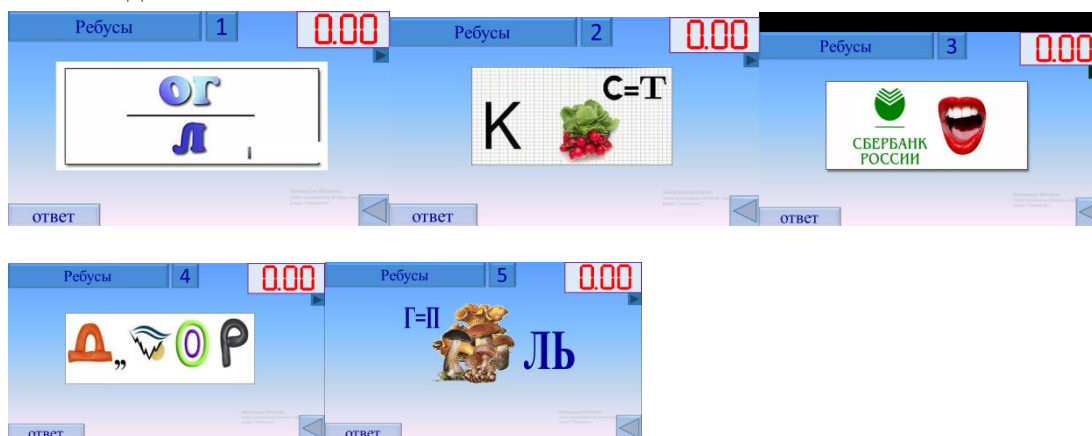 Ребусы 1 0.00
ог
л
ответ
Ребусы 2 0.00
К С=Т
ответ
Ребусы 3 0.00
СБЕРБАНК
РОССИИ
ответ
Ребусы 4 0.00
Д,, О Р
ответ
Ребусы 5 0.00
Г=П
ЛЬ
ответ